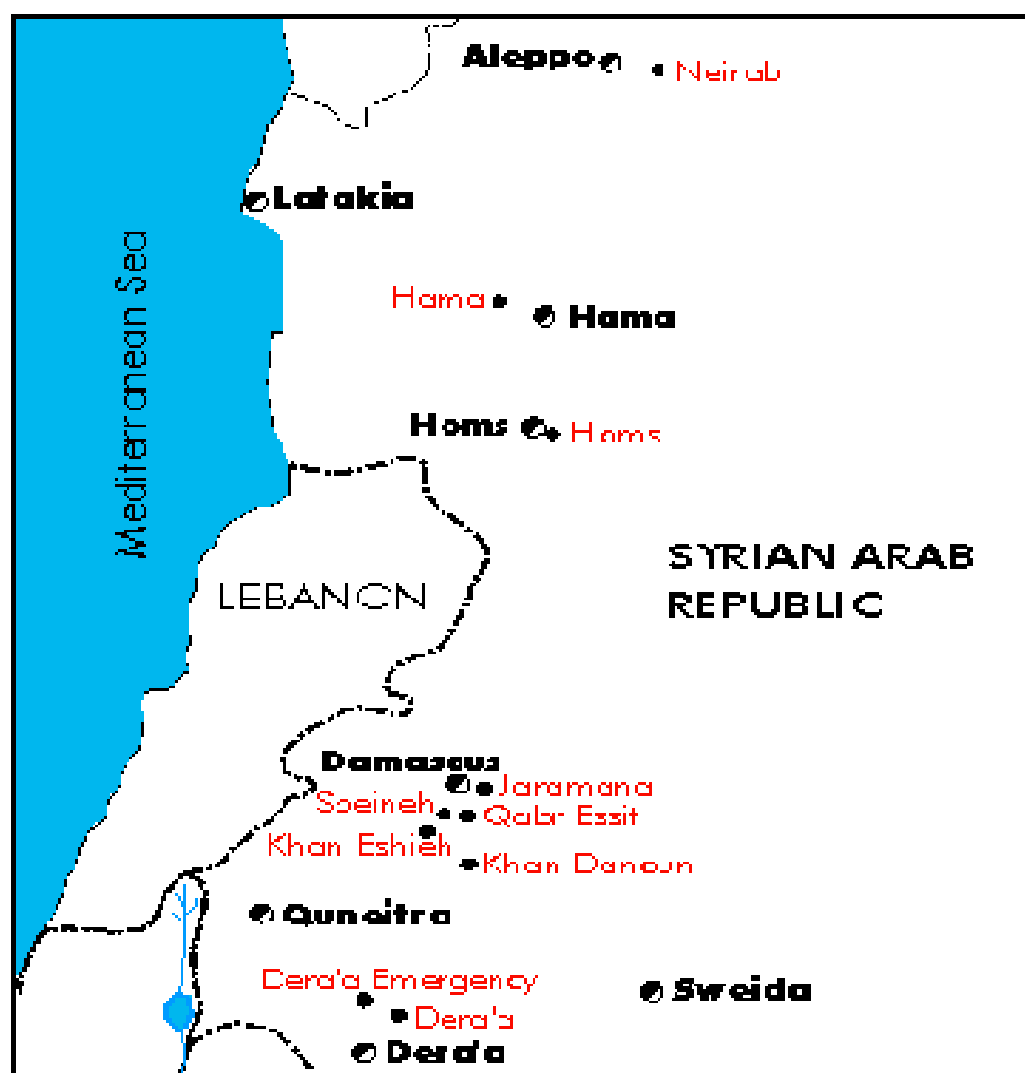 Aleppo
Neirab
Latakia
Mediterranean Sea
Hama
Hama
Homs
Homs
SYRIAN ARAB
REPUBLIC
LEBANON
Damascus
Jaramana
Sbeineh
Qabr Essit
Khan Eshieh
Khan Danoun
Quneitra
Dera'a Emergency
Sweida
Dera'a
Dera'a